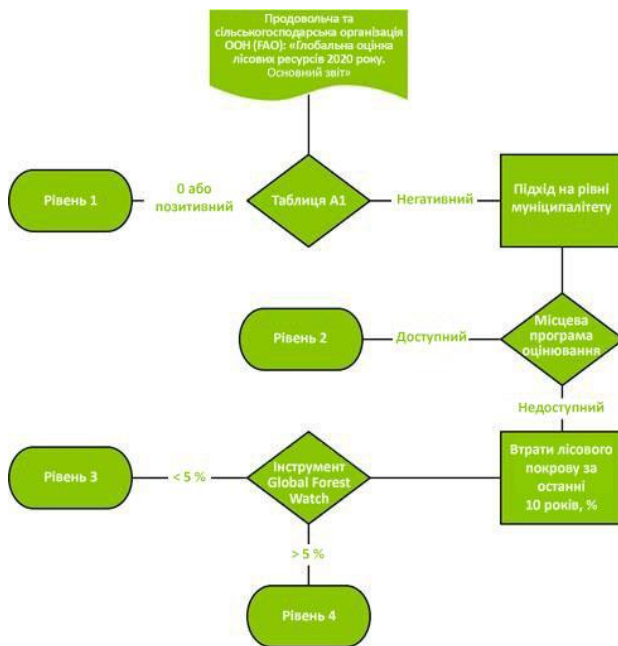 Продовольча та
сільськогосподарська організація
ООН (FAO): «Глобальна оцінка
лісових ресурсів 2020 року.
Основний звіт»
Рівень 1
0 або
позитивний
Таблиця A1
Негативний
Підхід на рівні
муніципалітету
Рівень 2
Доступний
Місцева
програма
оцінювання
Недоступний
Рівень 3
< 5 %
Інструмент
Global Forest
Watch
Втрати лісового
покрову за
останні
10 років, %
> 5 %
Рівень 4